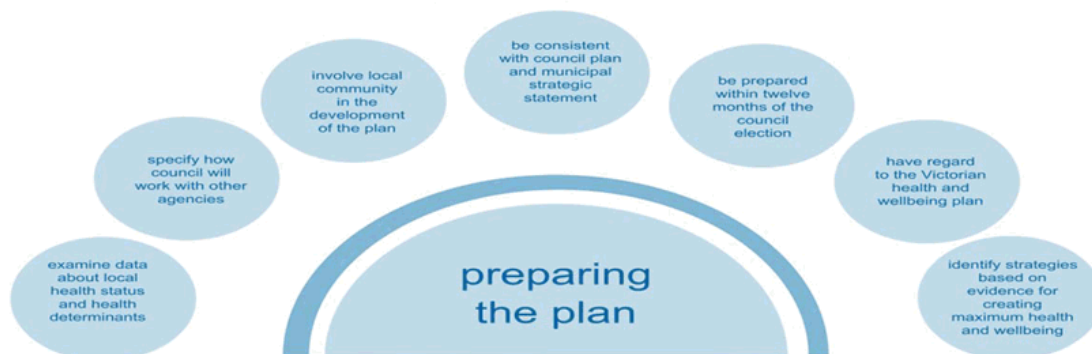 examine data
about local
health status
and health
determinants
specify how
council will
work with other
agencies
involve local
community
in the
development
of the plan
be consistent
with council plan
and municipal
strategic
statement
be prepared
within twelve
months of the
council
election
have regard
to the Victorian
health and
wellbeing plan
identify strategies
based on
evidence for
creating
maximum health
and wellbeing
preparing
the plan